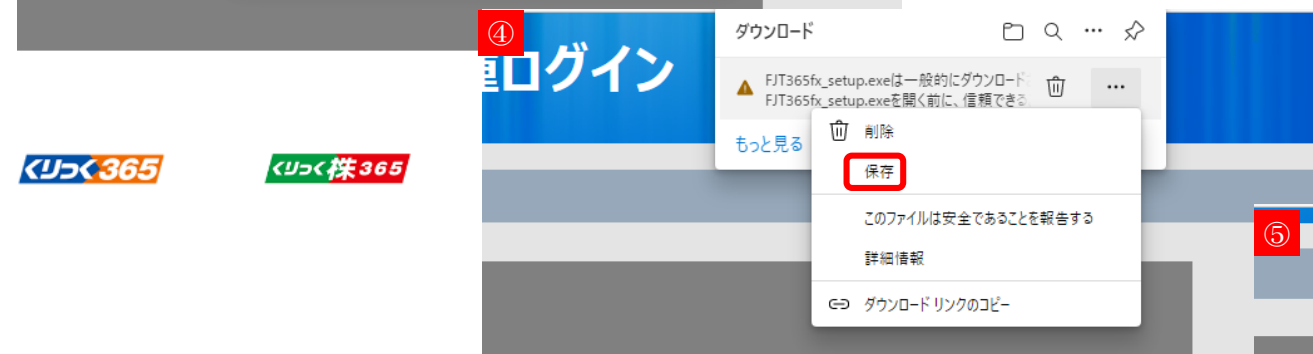 くりっく365
くりっく株365
④
ログイン
ダウンロード
FJT365fx_setup.exeは一般的にダウンロード
FJT365fx_setup.exeを開く前に、信頼できる
もっと見る
削除
保存
このファイルは安全であることを報告する
詳細情報
ダウンロード リンクのコピー
⑤